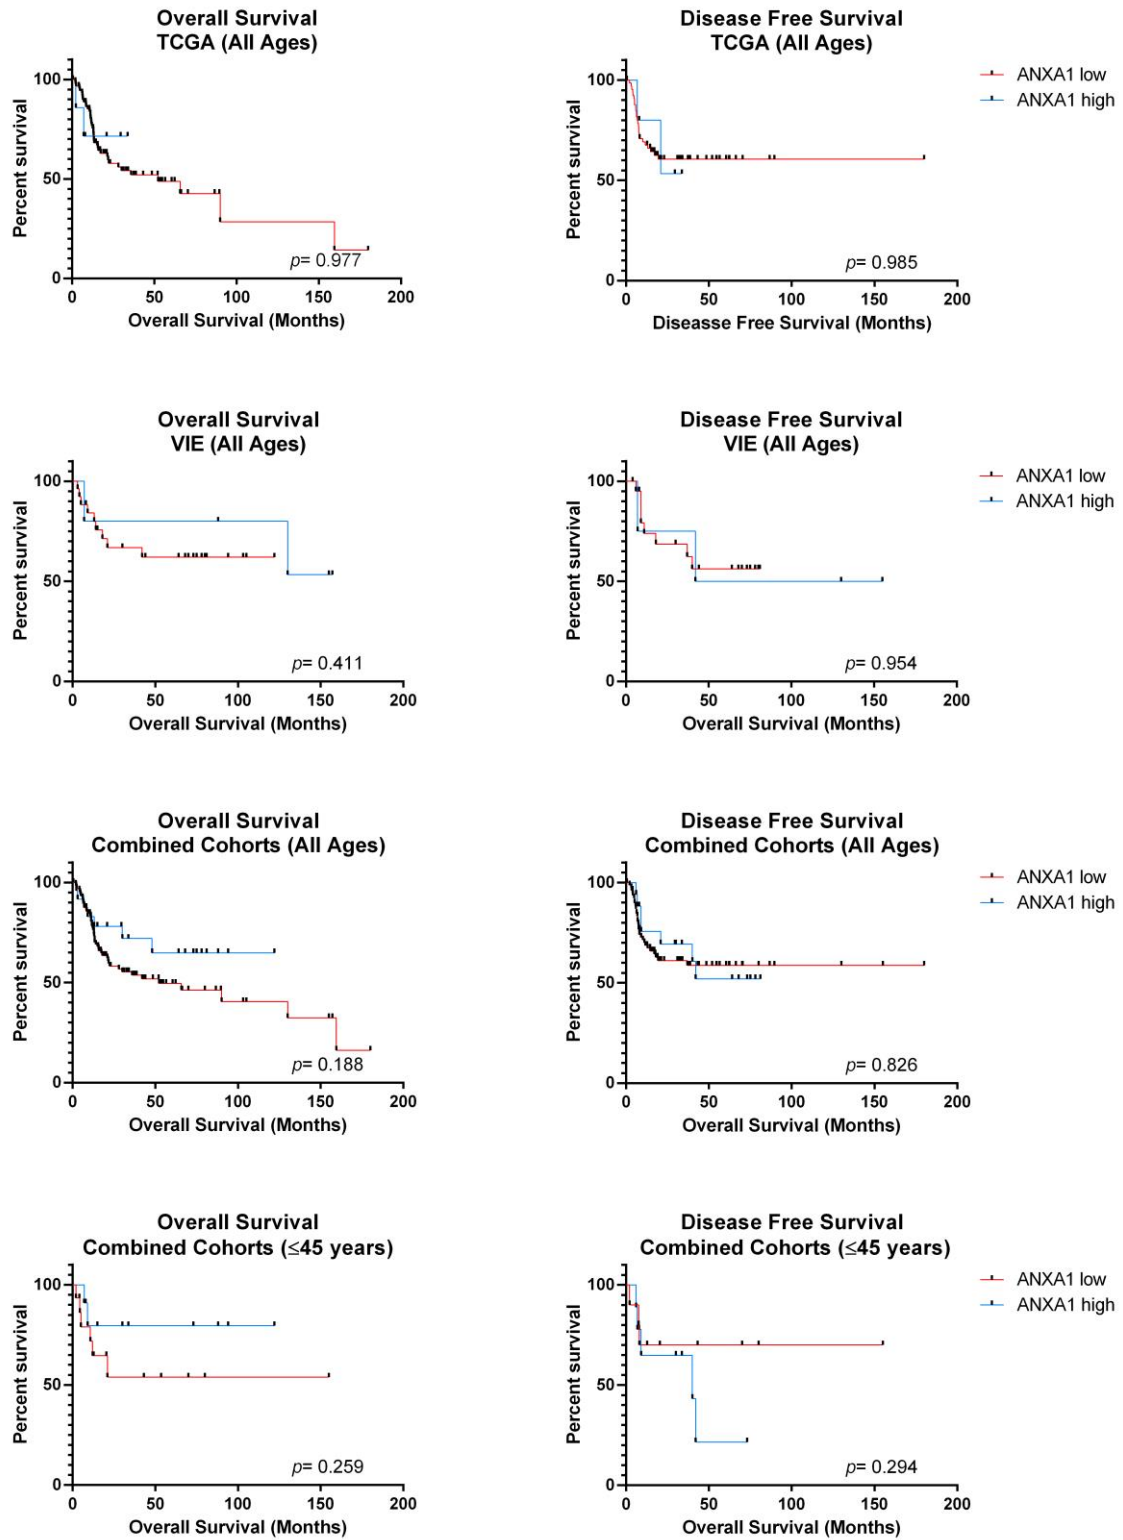 Overall Survival
TCGA (All Ages)
Percent survival
100
50
0
0 50 100 150 200
p= 0.977
Overall Survival (Months)
Disease Free Survival
TCGA (All Ages)
Percent survival
100
50
0
0 50 100 150 200
p= 0.985
Diseasse Free Survival (Months)
ANXA1 low
ANXA1 high
Overall Survival
VIE (All Ages)
Percent survival
100
50
0
0 50 100 150 200
p= 0.411
Overall Survival (Months)
Disease Free Survival
VIE (All Ages)
Percent survival
100
50
0
0 50 100 150 200
p= 0.954
Overall Survival (Months)
ANXA1 low
ANXA1 high
Overall Survival
Combined Cohorts (All Ages)
Percent survival
100
50
0
0 50 100 150 200
p= 0.188
Overall Survival (Months)
Disease Free Survival
Combined Cohorts (All Ages)
Percent survival
100
50
0
0 50 100 150 200
p= 0.826
Overall Survival (Months)
ANXA1 low
ANXA1 high
Overall Survival
Combined Cohorts (≤45 years)
Percent survival
100
50
0
0 50 100 150 200
p= 0.259
Overall Survival (Months)
Disease Free Survival
Combined Cohorts (≤45 years)
Percent survival
100
50
0
0 50 100 150 200
p= 0.294
Overall Survival (Months)
ANXA1 low
ANXA1 high